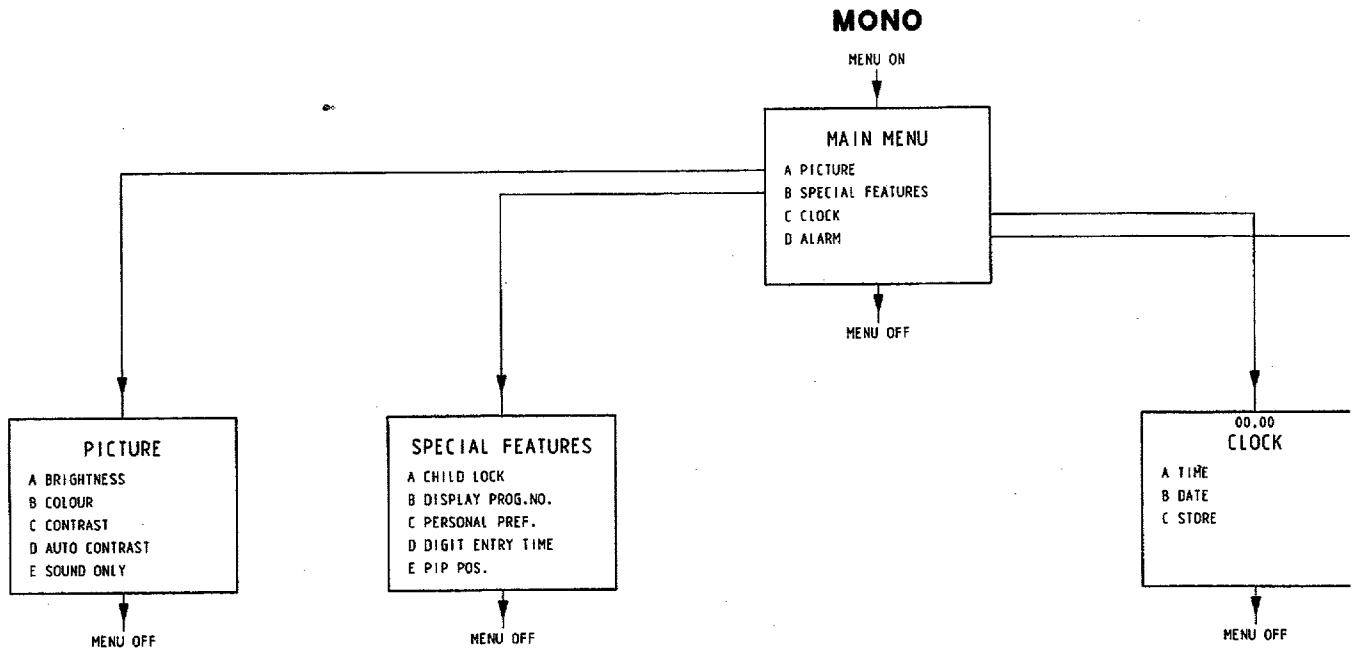 MONO
MENU ON
MAIN MENU
A PICTURE
B SPECIAL FEATURES
C CLOCK
D ALARM
MENU OFF
PICTURE
A BRIGHTNESS
B COLOUR
C CONTRAST
D AUTO CONTRAST
E SOUND ONLY
MENU OFF
SPECIAL FEATURES
A CHILD LOCK
B DISPLAY PROG.NO.
C PERSONAL PREF.
D DIGIT ENTRY TIME
E PIP POS.
MENU OFF
00.00
CLOCK
A TIME
B DATE
C STORE
MENU OFF